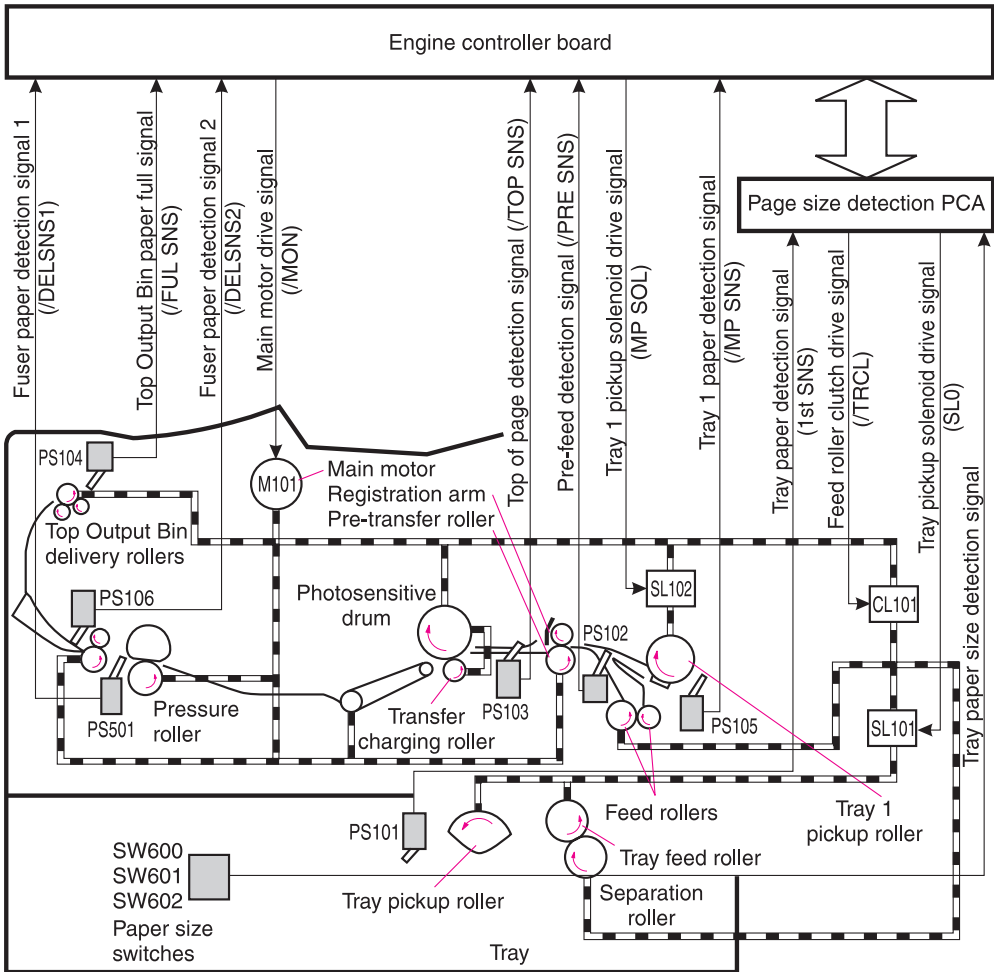 Engine controller board
Fuser paper detection signal 1
(/DELSNS1)
Top Output Bin paper full signal
(/FUL SNS)
Fuser paper detection signal 2
(/DELSNS2)
Main motor drive signal
(/MON)
Top of page detection signal (/TOP SNS)
Pre-feed detection signal (/PRE SNS)
Tray 1 pickup solenoid drive signal
(MP SOL)
Tray 1 paper detection signal
(/MP SNS)
Page size detection PCA
Tray paper detection signal
(1st SNS)
Feed roller clutch drive signal
(/TRCL)
Tray pickup solenoid drive signal
(SL0)
Tray paper size detection signal
PS104
M101
Main motor
Registration arm
Pre-transfer roller
Top Output Bin
delivery rollers
PS106
Photosensitive
drum
SL102
CL101
PS102
PS501
Pressure
roller
Transfer
charging roller
PS103
PS105
SL101
Feed rollers
Tray 1
pickup roller
PS101
Tray feed roller
SW600
SW601
SW602
Tray pickup roller
Separation
roller
Paper size
switches
Tray